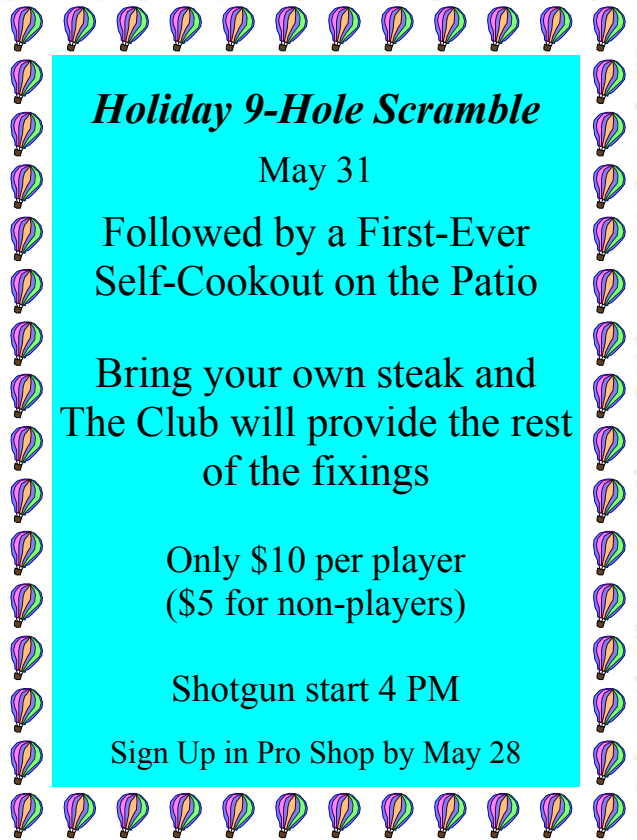 Holiday 9-Hole Scramble
May 31
Followed by a First-Ever
Self-Cookout on the Patio
Bring your own steak and
The Club will provide the rest
of the fixings
Only $10 per player
($5 for non-players)
Shotgun start 4 PM
Sign Up in Pro Shop by May 28